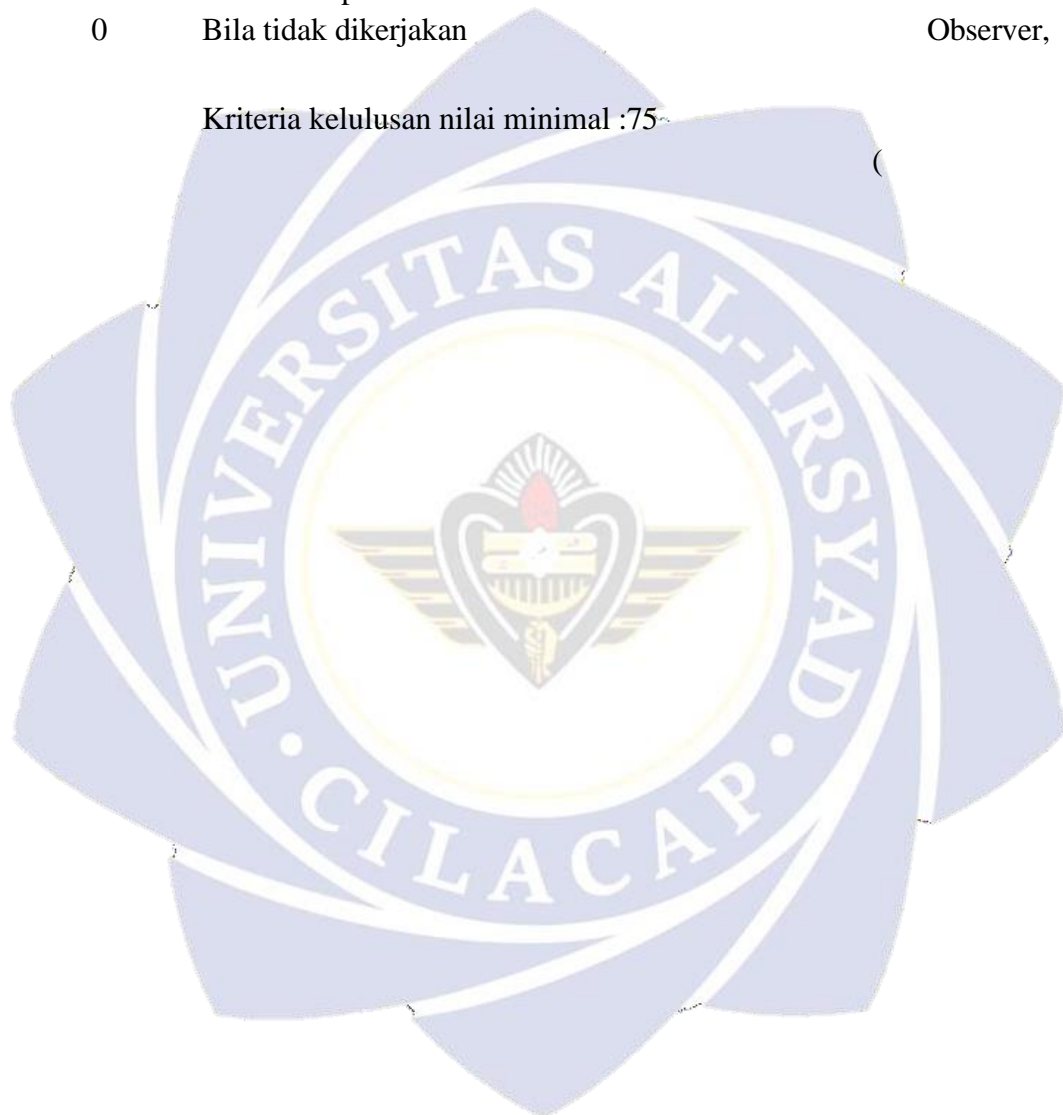 0 Bila tidak dikerjakan Observer,
Kriteria kelulusan nilai minimal :75
(
UNIVERSITAS AL-IRSYAD
CILACAP